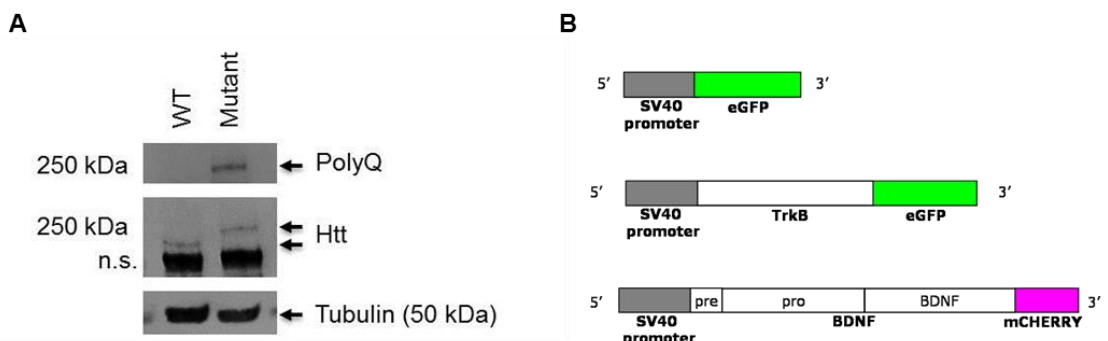 A
WT
Mutant
250 kDa
PolyQ
250 kDa
Htt
n.s.
Tubulin (50 kDa)
B
5’
3’
SV40
promoter
eGFP
5’
3’
SV40
promoter
TrkB
eGFP
5’
pre
pro
BDNF
3’
SV40
promoter
BDNF
mCHERRY